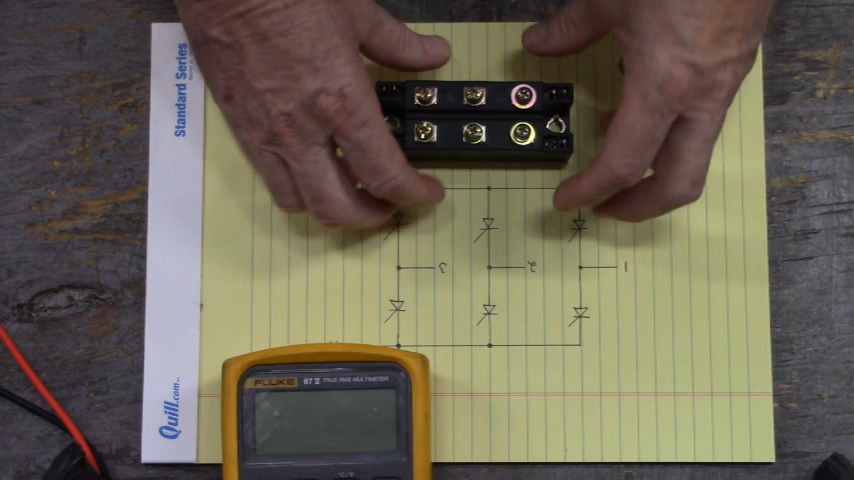 Standard Series
Quill.com
3
2
1
FLUKE 87 V TRUE RMS MULTIMETER